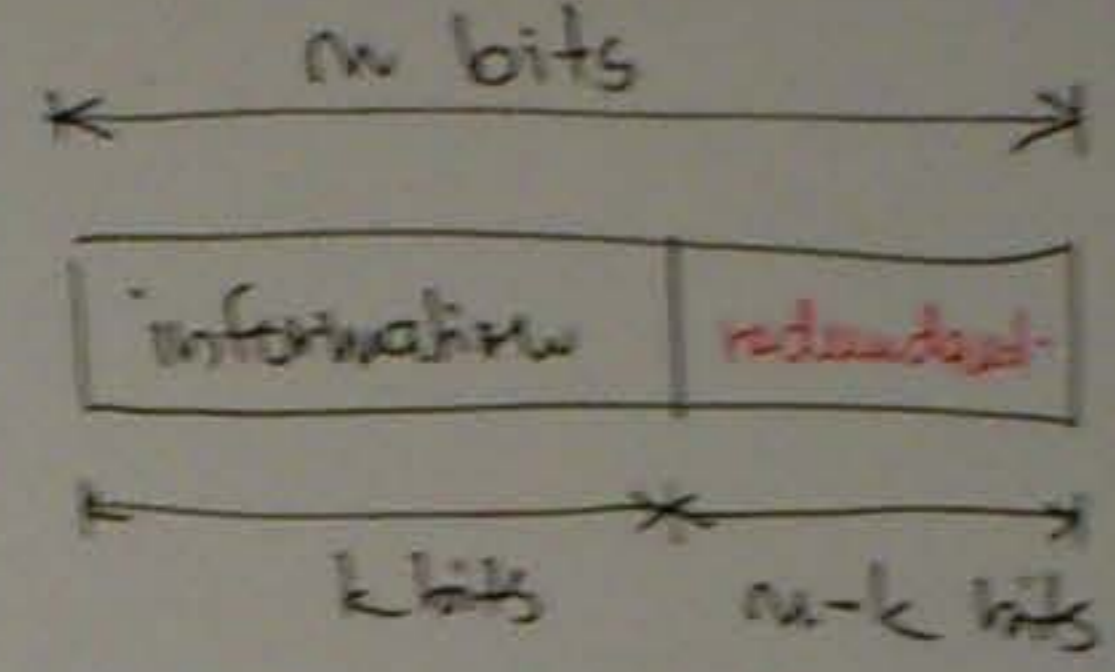 n bits
information
redundant
k bits
n-k bits